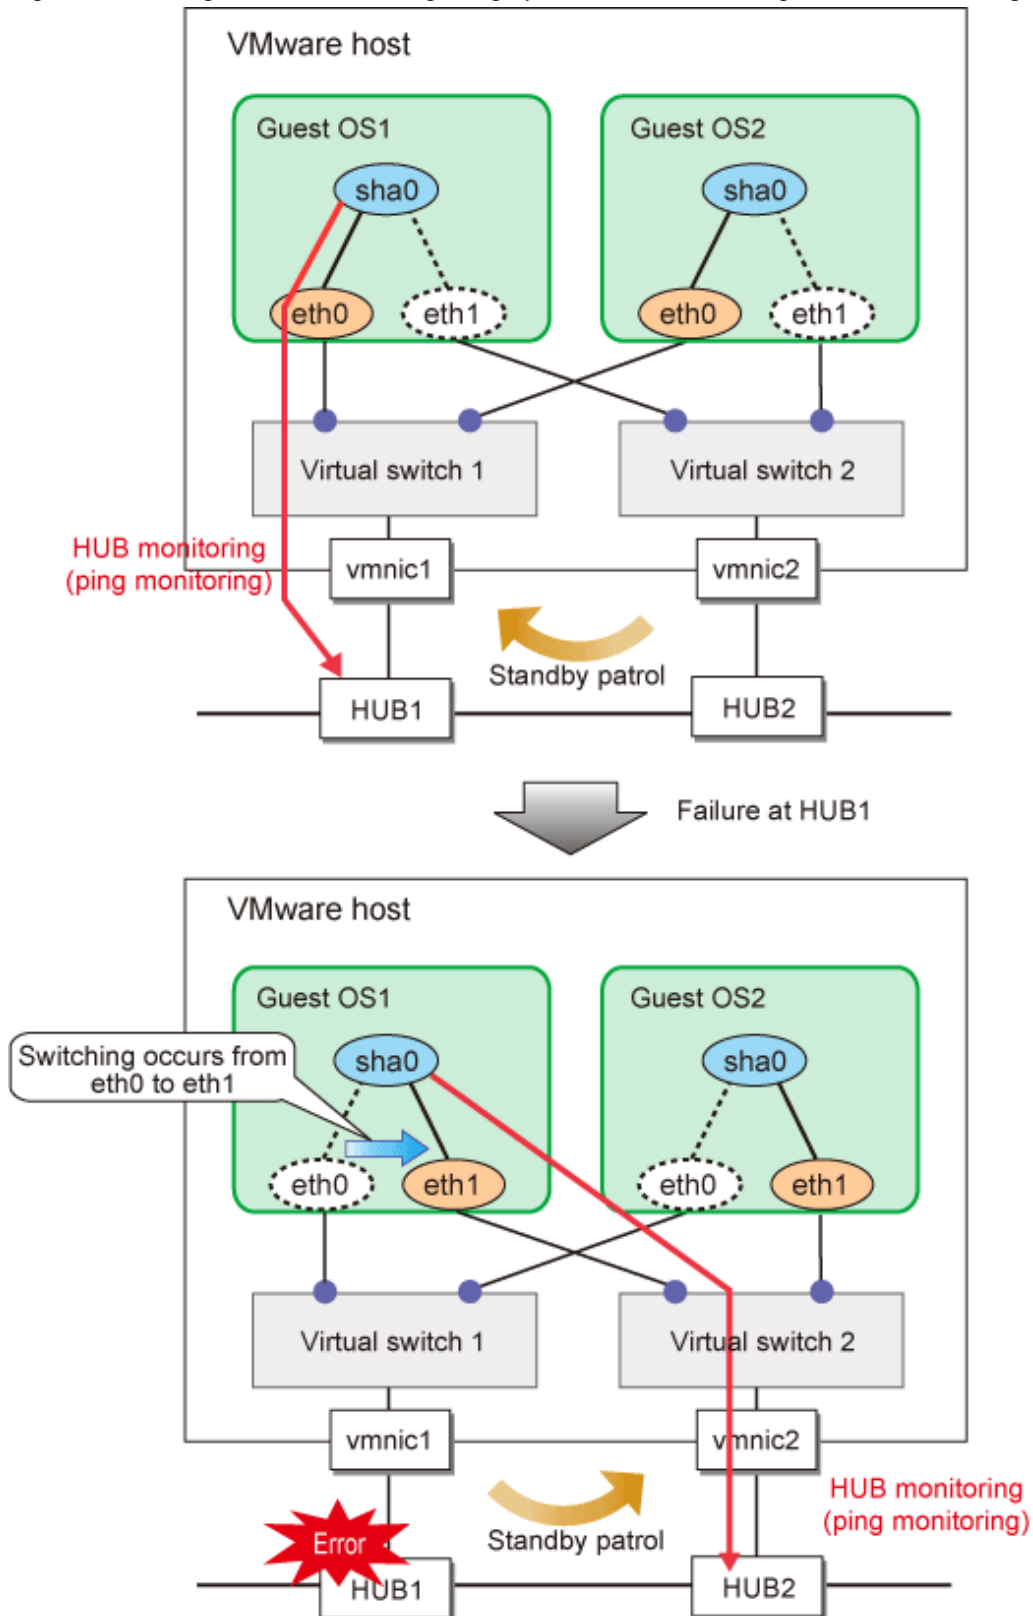 VMware host
Guest OS1
Guest OS2
sha0
sha0
eth0
eth1
eth0
eth1
Virtual switch 1
Virtual switch 2
HUB monitoring
(ping monitoring)
vmnic1
vmnic2
Standby patrol
HUB1
HUB2
Failure at HUB1
VMware host
Guest OS1
Guest OS2
Switching occurs from
eth0 to eth1
sha0
sha0
eth0
eth1
eth0
eth1
Virtual switch 1
Virtual switch 2
vmnic1
vmnic2
HUB monitoring
(ping monitoring)
Error
Standby patrol
HUB1
HUB2